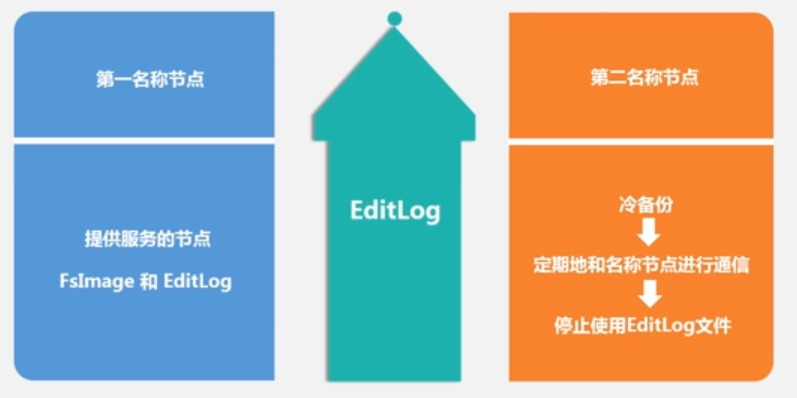 第一名称节点
提供服务的节点
FsImage 和 EditLog
EditLog
第二名称节点
冷备份
定期地和名称节点进行通信
停止使用EditLog文件